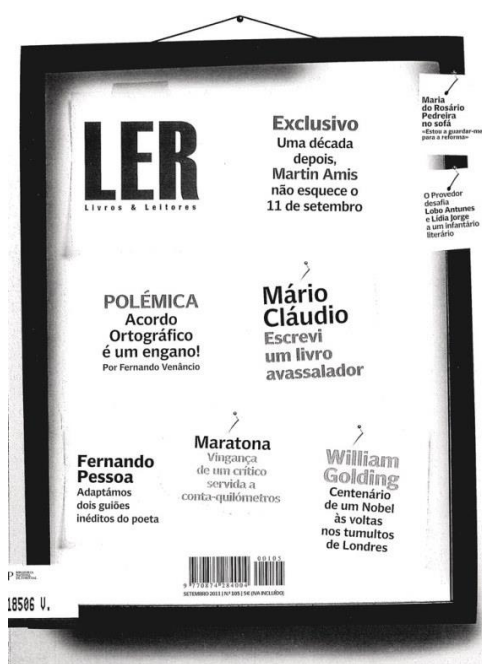 LER
Livros & Leitores
Exclusivo
Uma década
depois,
Martin Amis
não esquece o
11 de setembro
Maria
do Rosário
Pedreira
no sofá
«Estou a guardar-me
para a reforma»
O Provedor
desafia
Lobo Antunes
e Lídia Jorge
a um infantário
literário
POLÉMICA
Acordo
Ortográfico
é um engano!
Por Fernando Venâncio
Mário
Cláudio
Escrevi
um livro
avassalador
Fernando
Pessoa
Adaptámos
dois guiões
inéditos do poeta
Maratona
Vingança
de um crítico
servida a
conta-quilómetros
William
Golding
Centenário
de um Nobel
às voltas
nos tumultos
de Londres
00105
9 770874 284004
SETEMBRO 2011 | Nº 105 | 5€ (IVA INCLUÍDO)
P
18506 V.